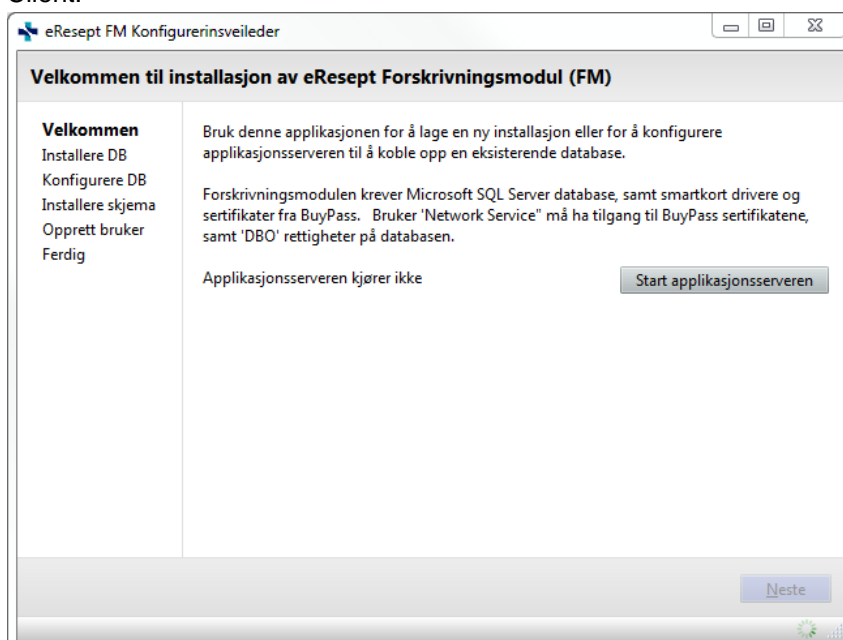 Client.
eResept FM Konfigurerinsveileder
Velkommen til installasjon av eResept Forskrivningsmodul (FM)
Velkommen
Installere DB
Konfigurere DB
Installere skjema
Opprett bruker
Ferdig
Bruk denne applikasjonen for å lage en ny installasjon eller for å konfigurere
applikasjonsserveren til å koble opp en eksisterende database.
Forskrivningsmodulen krever Microsoft SQL Server database, samt smartkort drivere og
sertifikater fra BuyPass. Bruker 'Network Service" må ha tilgang til BuyPass sertifikatene,
samt 'DBO' rettigheter på databasen.
Applikasjonsserveren kjører ikke
Start applikasjonsserveren
Neste